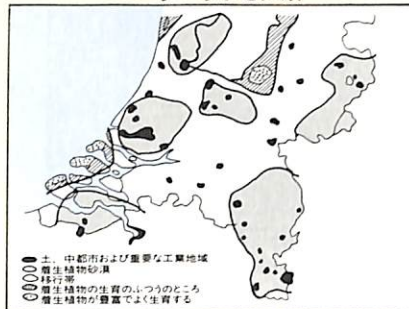 土、中都市および重要な工業地域
着生植物砂漠
移行帯
着生植物の生育のふつうのところ
着生植物が豊富でよく生育する